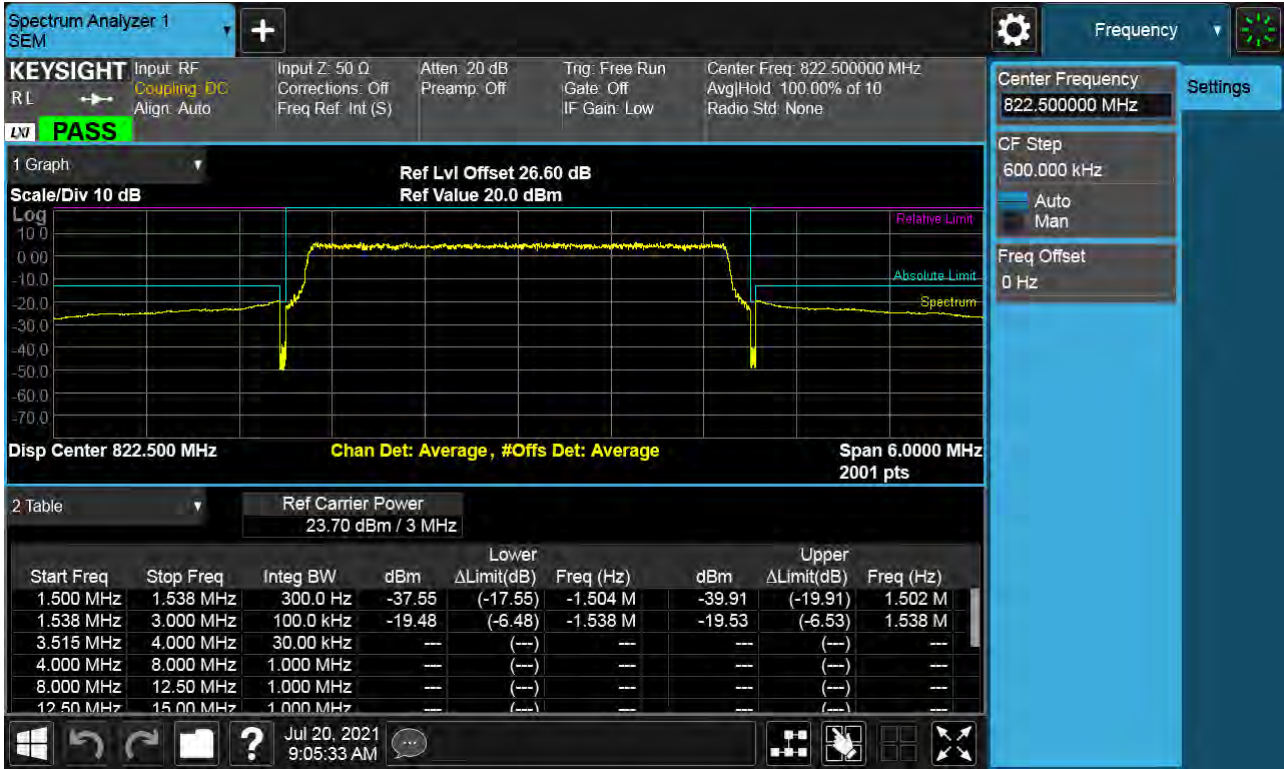 Spectrum Analyzer 1
SEM
Frequency
KEYSIGHT
RL
LXI
PASS
Input: RF
Coupling: DC
Align: Auto
Input Z: 50 Ω
Corrections: Off
Freq Ref: Int (S)
Atten: 20 dB
Preamp: Off
Trig: Free Run
Gate: Off
IF Gain: Low
Center Freq: 822.500000 MHz
Avg|Hold: 100.00% of 10
Radio Std: None
Center Frequency
822.500000 MHz
Settings
CF Step
600.000 kHz
Auto
Man
Freq Offset
0 Hz
1 Graph
Scale/Div 10 dB
Ref Lvl Offset 26.60 dB
Ref Value 20.0 dBm
Log
10.0
0.00
-10.0
-20.0
-30.0
-40.0
-50.0
-60.0
-70.0
Relative Limit
Absolute Limit
Spectrum
Disp Center 822.500 MHz
Chan Det: Average, #Offs Det: Average
Span 6.0000 MHz
2001 pts
2 Table
Ref Carrier Power
23.70 dBm / 3 MHz
Lower Upper
Start Freq Stop Freq Integ BW dBm ΔLimit(dB) Freq (Hz) dBm ΔLimit(dB) Freq (Hz)
1.500 MHz 1.538 MHz 300.0 Hz -37.55 (-17.55) -1.504 M -39.91 (-19.91) 1.502 M
1.538 MHz 3.000 MHz 100.0 kHz -19.48 (-6.48) -1.538 M -19.53 (-6.53) 1.538 M
3.515 MHz 4.000 MHz 30.00 kHz --- (---) --- --- (---) ---
4.000 MHz 8.000 MHz 1.000 MHz --- (---) --- --- (---) ---
8.000 MHz 12.50 MHz 1.000 MHz --- (---) --- --- (---) ---
12.50 MHz 15.00 MHz 1.000 MHz --- (---) --- --- (---) ---
?
Jul 20, 2021
9:05:33 AM